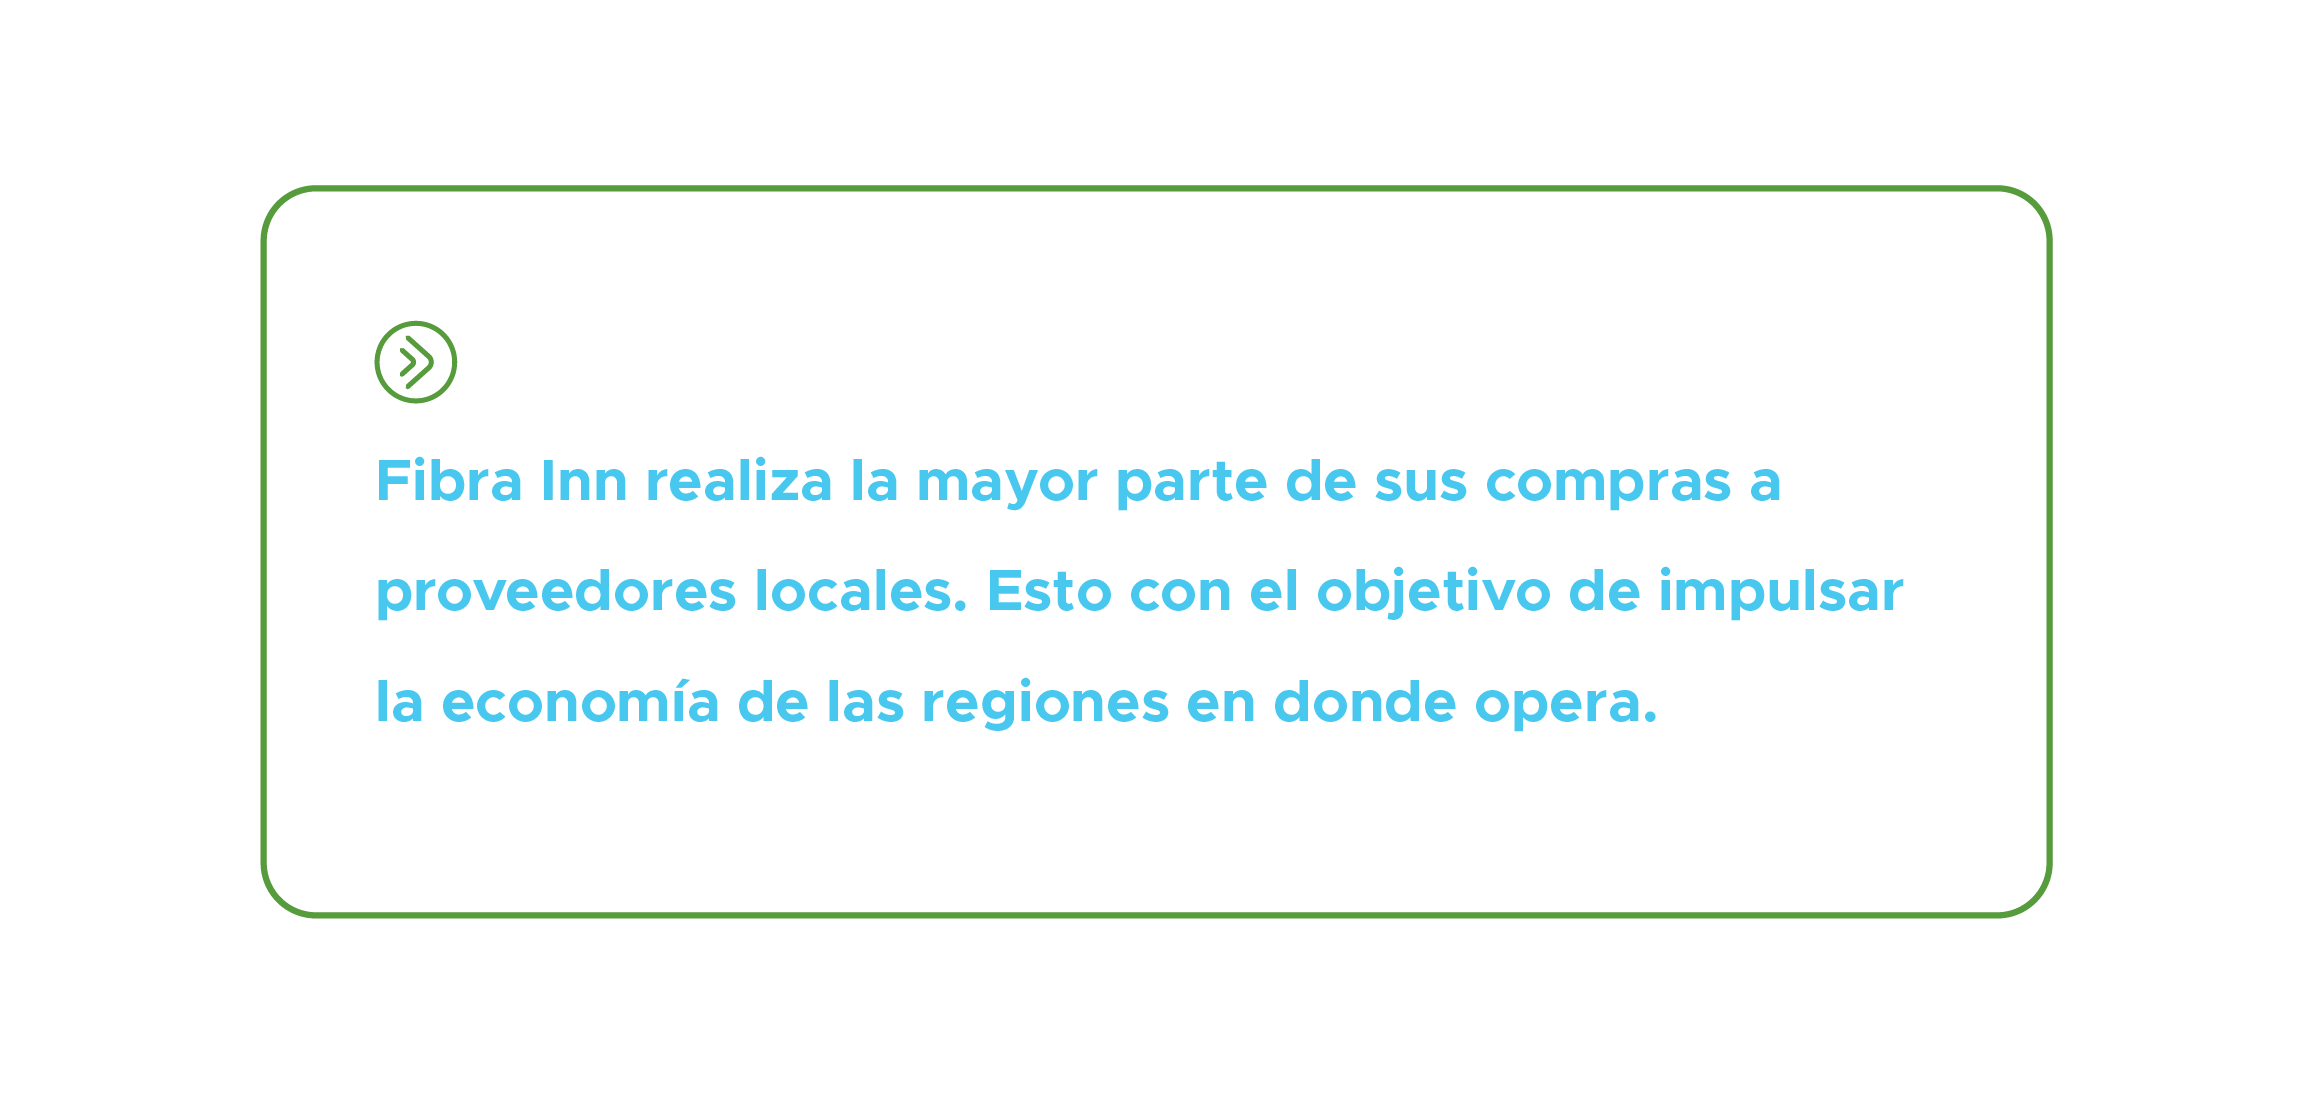 Fibra Inn realiza la mayor parte de sus compras a
proveedores locales. Esto con el objetivo de impulsar
la economía de las regiones en donde opera.